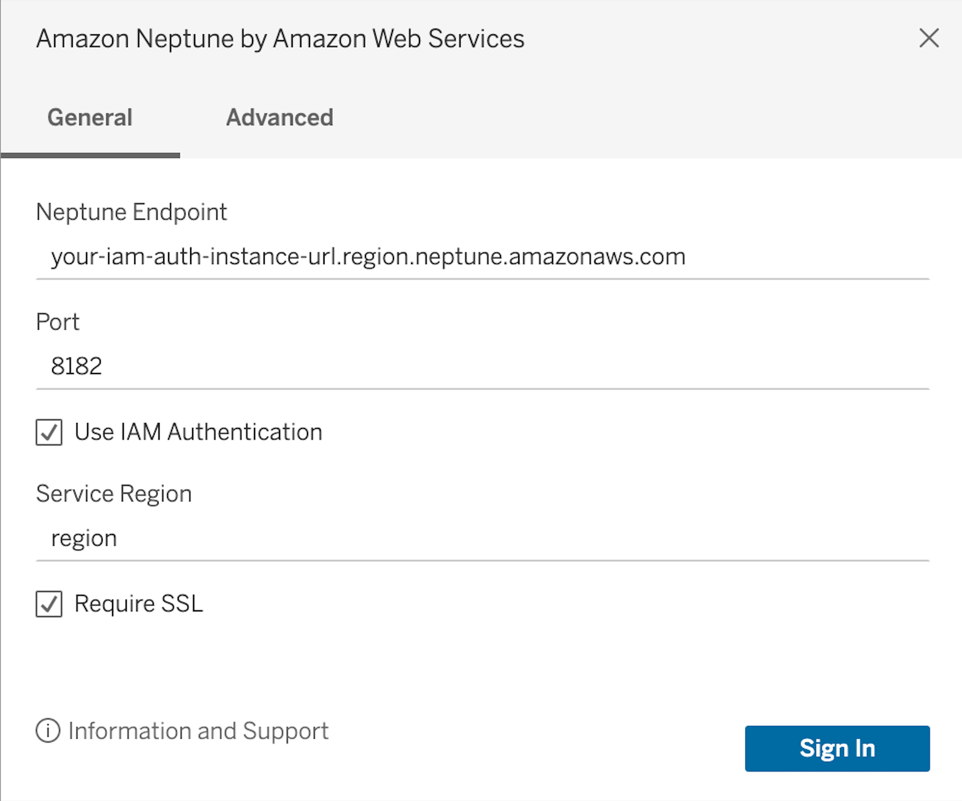 Amazon Neptune by Amazon Web Services
General
Advanced
Neptune Endpoint
your-iam-auth-instance-url.region.neptune.amazonaws.com
Port
8182
Use IAM Authentication
Service Region
region
Require SSL
Information and Support
Sign In